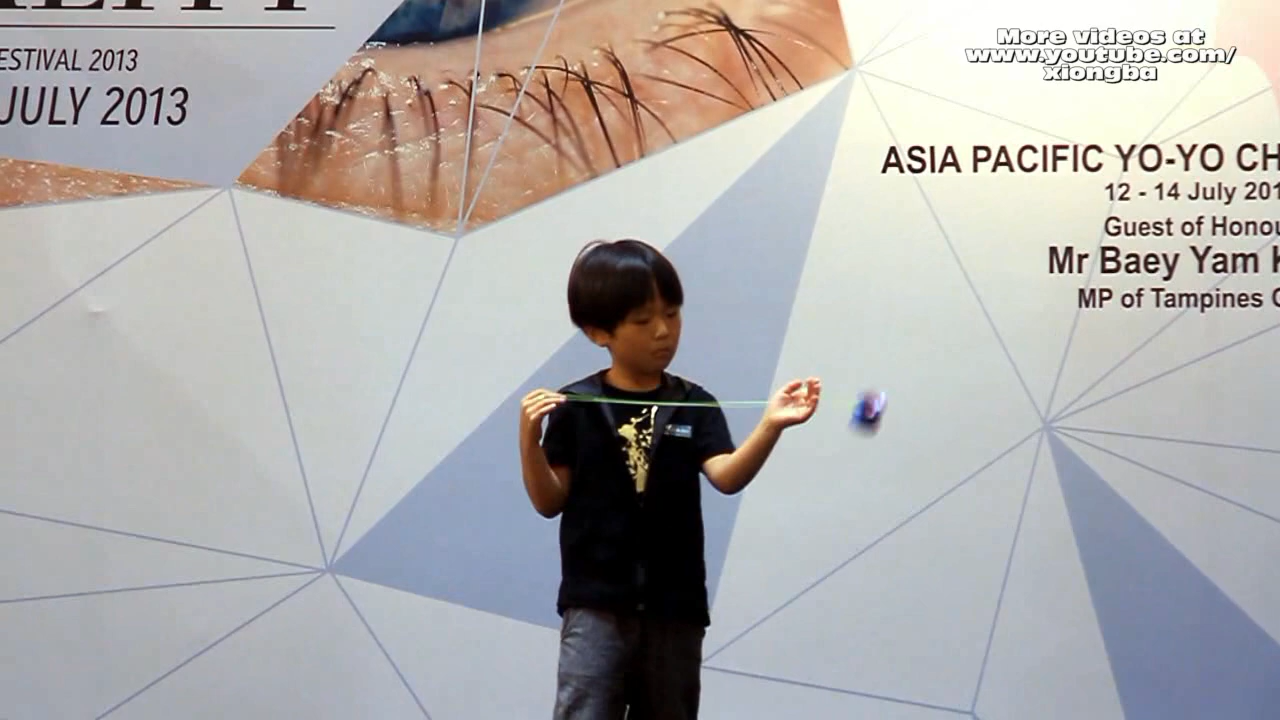 ESTIVAL 2013
JULY 2013
More videos at
www.youtube.com/
xiongba
ASIA PACIFIC YO-YO CH
12 - 14 July 201
Guest of Honou
Mr Baey Yam K
MP of Tampines G